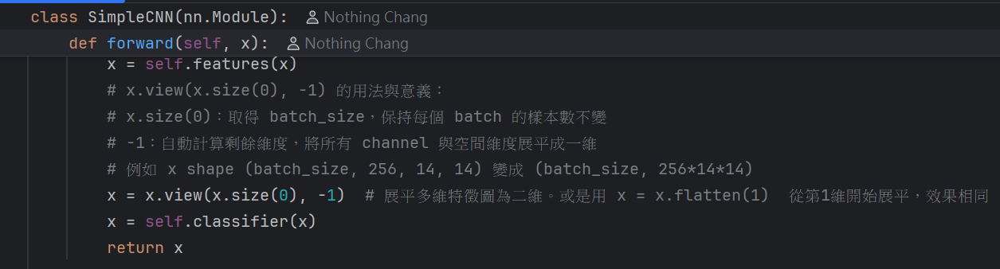 class SimpleCNN(nn.Module): Nothing Chang
def forward(self, x): Nothing Chang
x = self.features(x)
# x.view(x.size(0), -1) 的用法與意義：
# x.size(0)：取得 batch_size，保持每個 batch 的樣本數不變
# -1：自動計算剩餘維度，將所有 channel 與空間維度展平成一維
# 例如 x shape (batch_size, 256, 14, 14) 變成 (batch_size, 256*14*14)
x = x.view(x.size(0), -1)  # 展平多維特徵圖為二維。或是用 x = x.flatten(1)  從第1維開始展平，效果相同
x = self.classifier(x)
return x